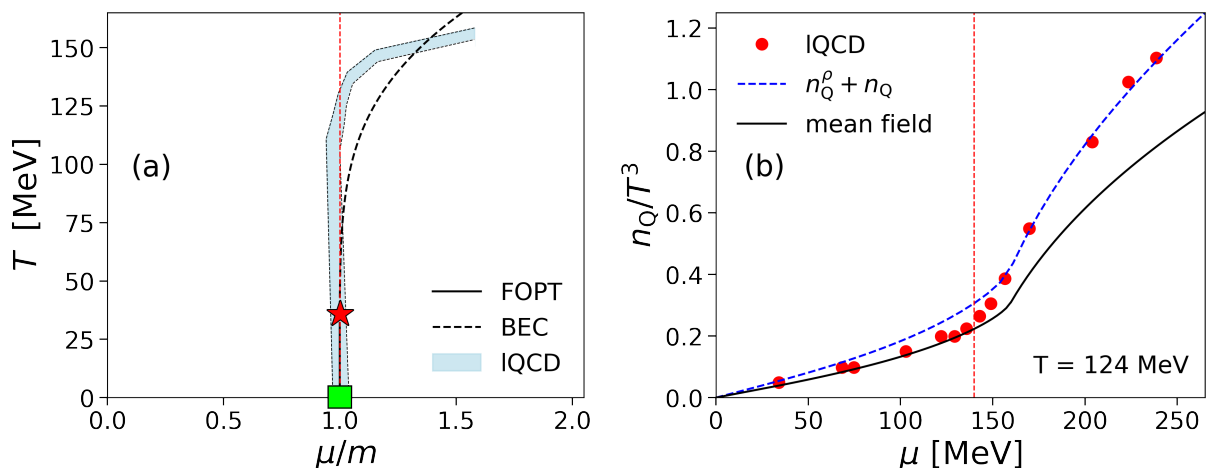 150
125
100
75
50
25
0
T [MeV]
(a)
FOPT
BEC
lQCD
0.0 0.5 1.0 1.5 2.0
μ/m
1.2
1.0
0.8
0.6
0.4
0.2
0.0
n_Q/T^3
lQCD
n_Q^ρ + n_Q
mean field
(b)
T = 124 MeV
0 50 100 150 200 250
μ [MeV]